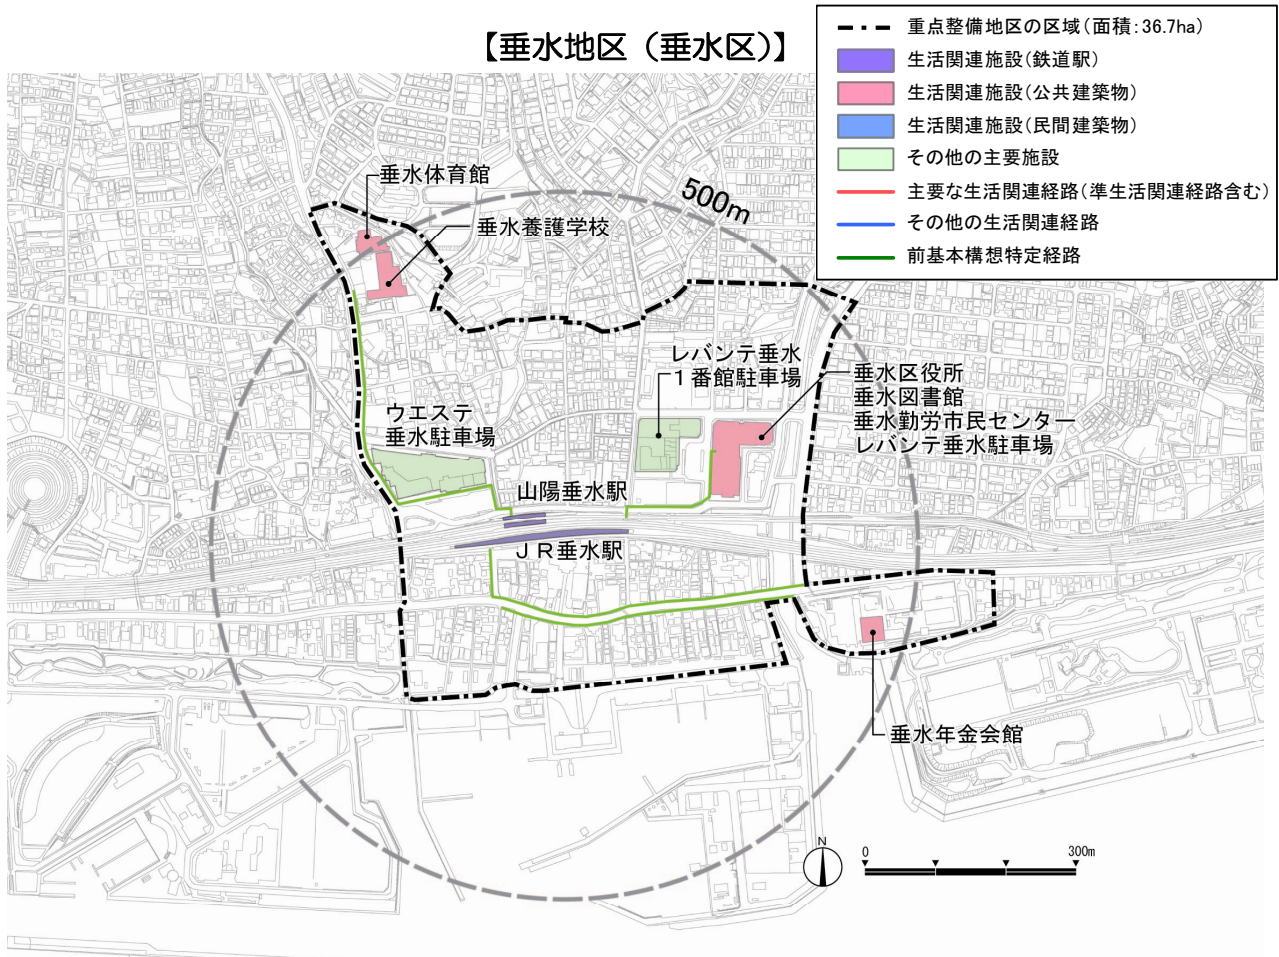 【垂水地区（垂水区）】
重点整備地区の区域（面積：36.7ha）
生活関連施設（鉄道駅）
生活関連施設（公共建築物）
生活関連施設（民間建築物）
その他の主要施設
主要な生活関連経路（準生活関連経路含む）
その他の生活関連経路
前基本構想特定経路
垂水体育館
500m
垂水養護学校
レバンテ垂水
１番館駐車場
垂水区役所
垂水図書館
垂水勤労市民センター
レバンテ垂水駐車場
ウエステ
垂水駐車場
山陽垂水駅
ＪＲ垂水駅
垂水年金会館
N
0
300m